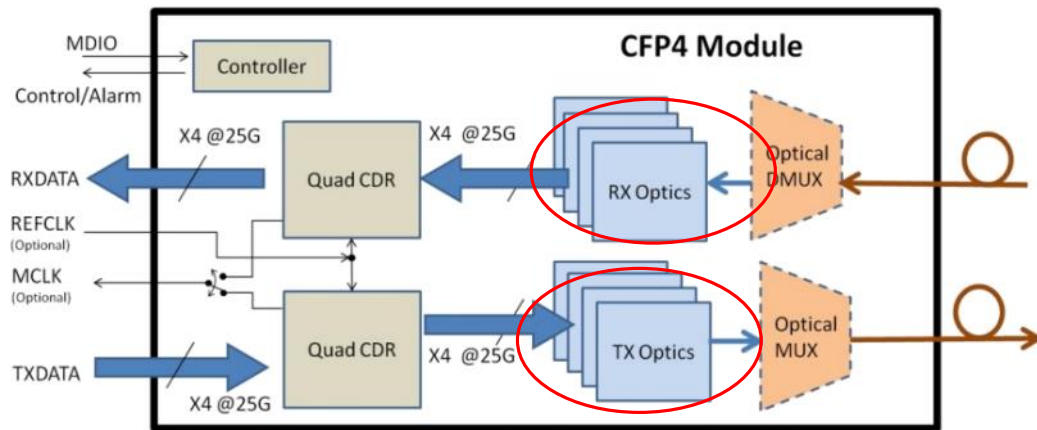 CFP4 Module
MDIO
Control/Alarm
Controller
X4 @25G
X4 @25G
RXDATA
Quad CDR
RX Optics
Optical
DMUX
REFCLK
(Optional)
MCLK
(Optional)
Quad CDR
TX Optics
Optical
MUX
TXDATA
X4 @25G
X4 @25G